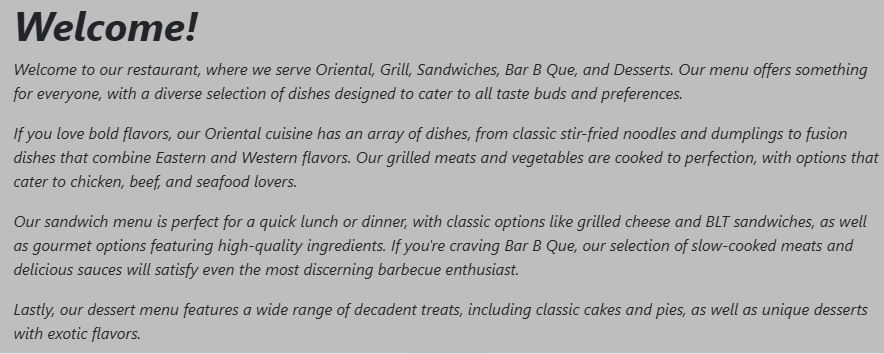 Welcome!
Welcome to our restaurant, where we serve Oriental, Grill, Sandwiches, Bar B Que, and Desserts. Our menu offers something
for everyone, with a diverse selection of dishes designed to cater to all taste buds and preferences.
If you love bold flavors, our Oriental cuisine has an array of dishes, from classic stir-fried noodles and dumplings to fusion
dishes that combine Eastern and Western flavors. Our grilled meats and vegetables are cooked to perfection, with options that
cater to chicken, beef, and seafood lovers.
Our sandwich menu is perfect for a quick lunch or dinner, with classic options like grilled cheese and BLT sandwiches, as well
as gourmet options featuring high-quality ingredients. If you're craving Bar B Que, our selection of slow-cooked meats and
delicious sauces will satisfy even the most discerning barbecue enthusiast.
Lastly, our dessert menu features a wide range of decadent treats, including classic cakes and pies, as well as unique desserts
with exotic flavors.